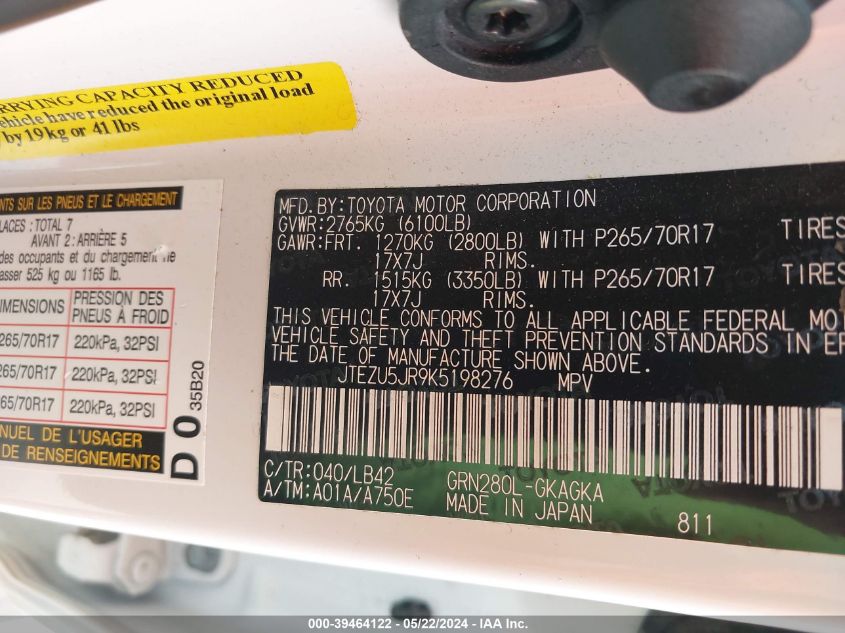 RRYING CAPACITY REDUCED
ehicle have reduced the original load
by 19 kg or 41 lbs
NTS SUR LES PNEUS ET LE CHARGEMENT
LACES : TOTAL 7
AVANT 2 : ARRIÈRE 5
des occupants et du chargement ne
asser 525 kg ou 1165 lb.
IMENSIONS PRESSION DES PNEUS À FROID
265/70R17 220kPa, 32PSI
265/70R17 220kPa, 32PSI
65/70R17 220kPa, 32PSI
NUEL DE L'USAGER
DE RENSEIGNEMENTS
D 0 35B20
MFD. BY: TOYOTA MOTOR CORPORATION
GVWR: 2765KG (6100LB)
GAWR: FRT. 1270KG (2800LB) WITH P265/70R17 TIRES
17X7J RIMS.
RR. 1515KG (3350LB) WITH P265/70R17 TIRES
17X7J RIMS.
THIS VEHICLE CONFORMS TO ALL APPLICABLE FEDERAL MOT
VEHICLE SAFETY AND THEFT PREVENTION STANDARDS IN EF
THE DATE OF MANUFACTURE SHOWN ABOVE.
JTEZU5JR9K5198276 MPV
C/TR: 040/LB42 GRN280L-GKAGKA
A/TM: A01A/A750E MADE IN JAPAN 811
000-39464122 - 05/22/2024 - IAA Inc.